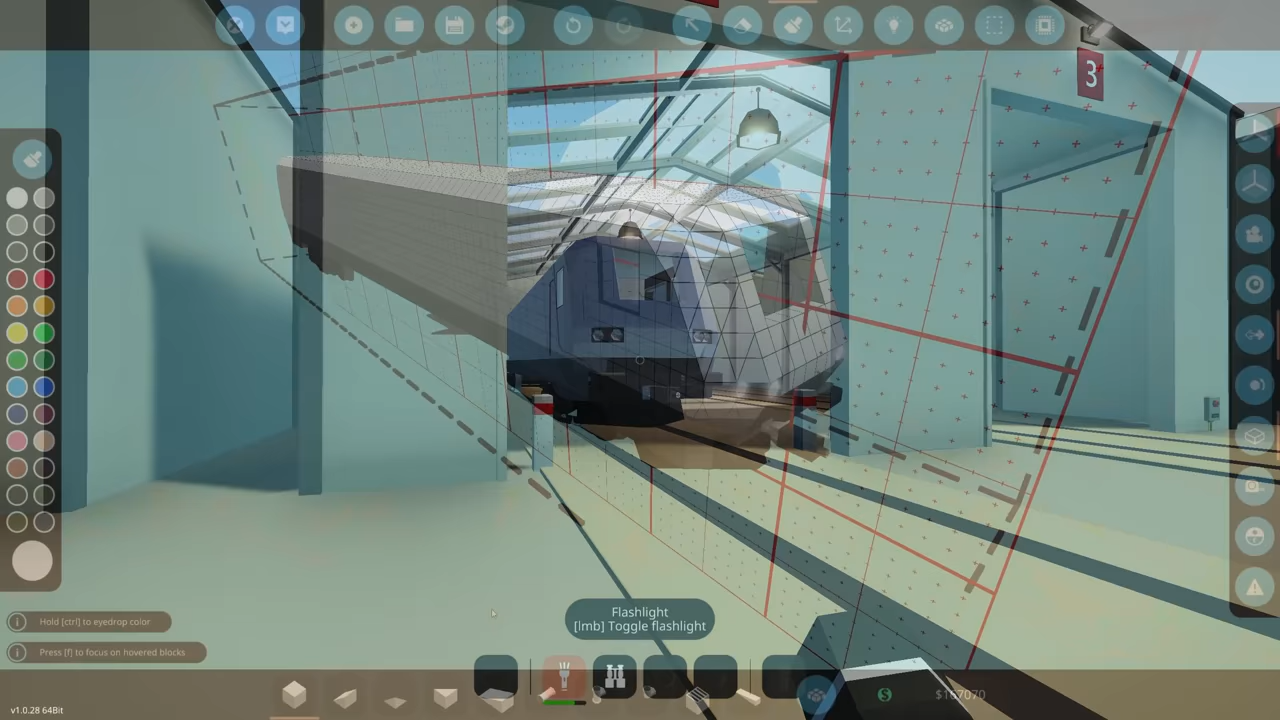 3
Hold [ctrl] to eyedrop color
Press [f] to focus on hovered blocks
Flashlight
[lmb] Toggle flashlight
$167070
v1.0.28 64Bit